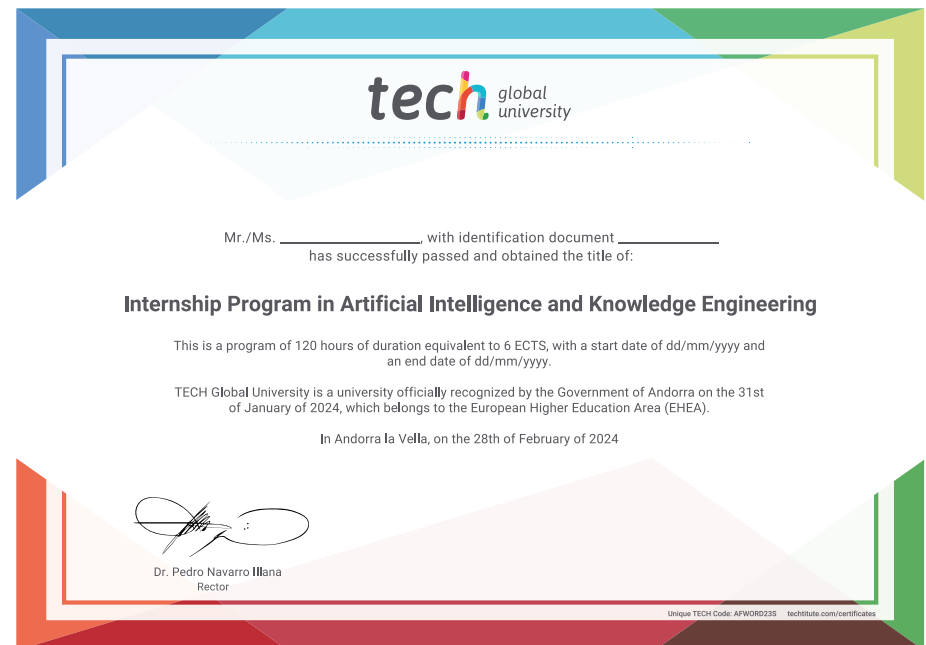 tech global university
Mr./Ms. ________________, with identification document ____________
has successfully passed and obtained the title of:
Internship Program in Artificial Intelligence and Knowledge Engineering
This is a program of 120 hours of duration equivalent to 6 ECTS, with a start date of dd/mm/yyyy and
an end date of dd/mm/yyyy.
TECH Global University is a university officially recognized by the Government of Andorra on the 31st
of January of 2024, which belongs to the European Higher Education Area (EHEA).
In Andorra la Vella, on the 28th of February of 2024
Dr. Pedro Navarro Illana
Rector
Unique TECH Code: AFWORD23S techtitute.com/certificates